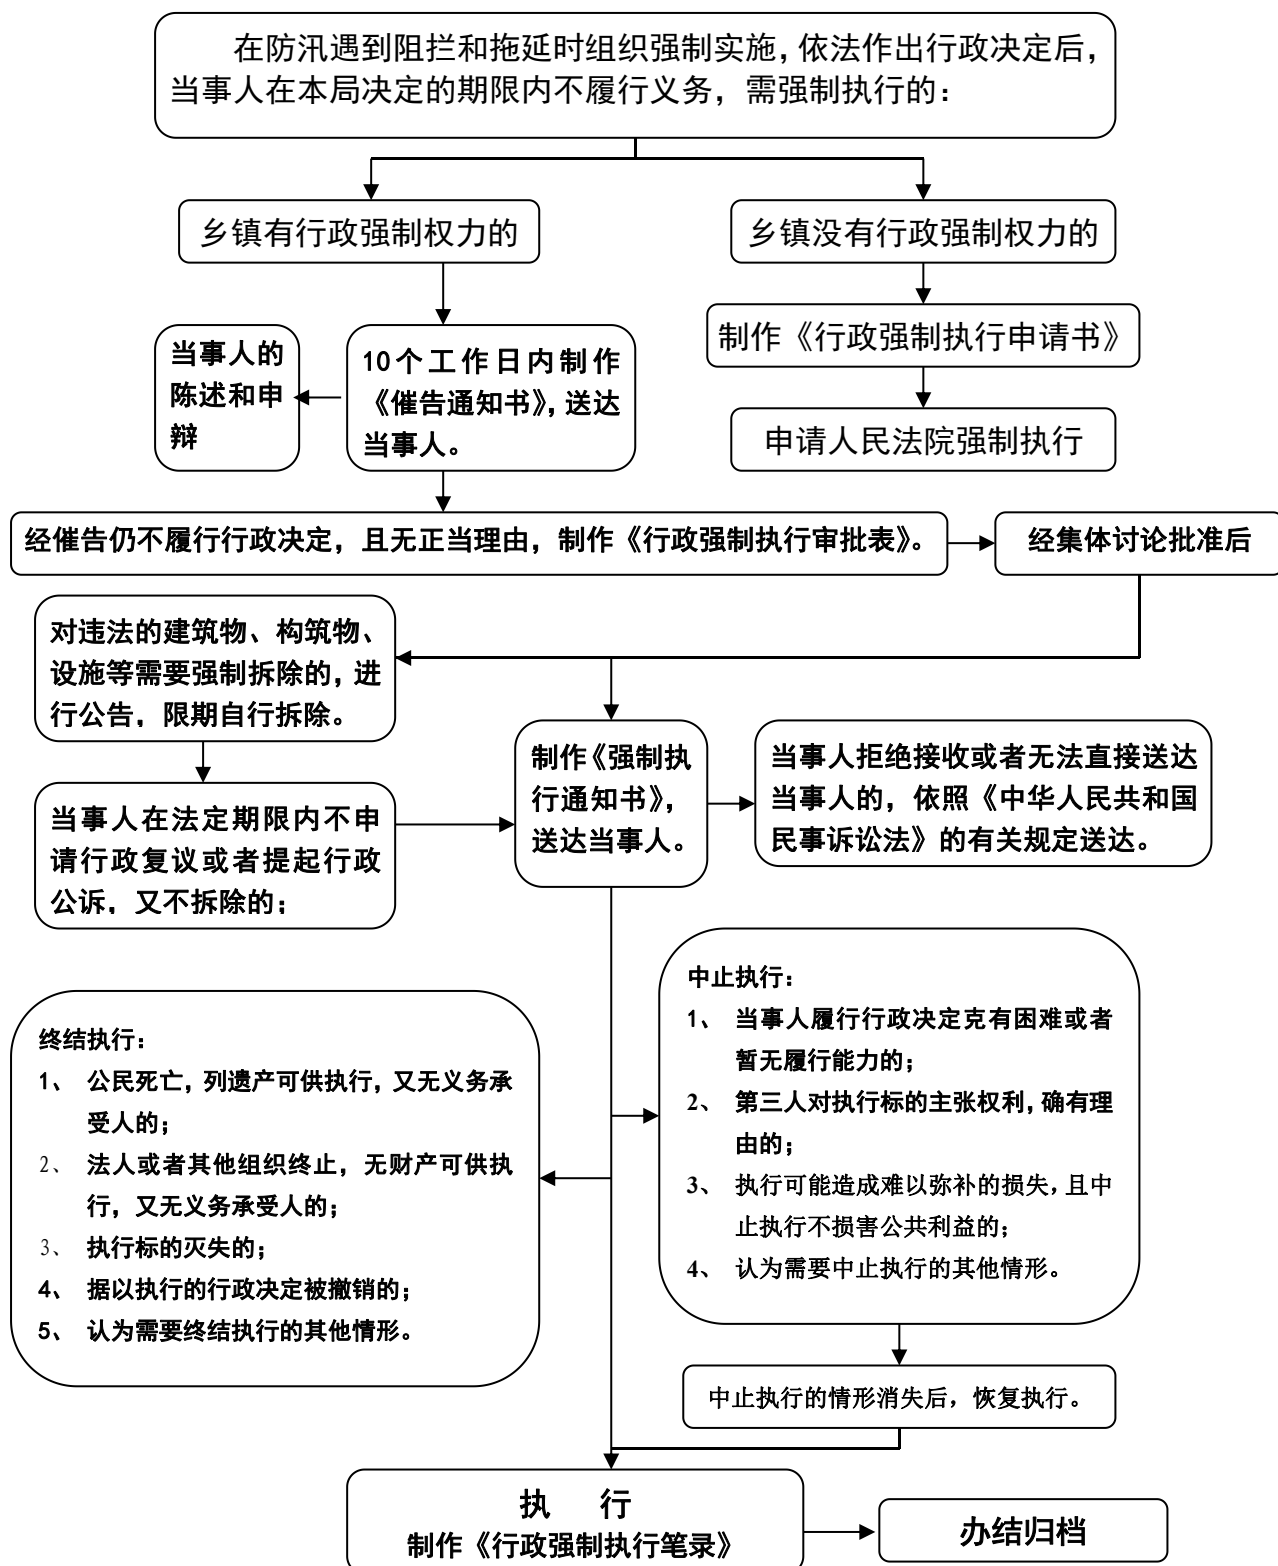 在防汛遇到阻拦和拖延时组织强制实施，依法作出行政决定后，
当事人在本局决定的期限内不履行义务，需强制执行的：
乡镇有行政强制权力的
乡镇没有行政强制权力的
制作《行政强制执行申请书》
申请人民法院强制执行
当事人的
陈述和申
辩
10个工作日内制作
《催告通知书》，送达
当事人。
经催告仍不履行行政决定，且无正当理由，制作《行政强制执行审批表》。
经集体讨论批准后
对违法的建筑物、构筑物、
设施等需要强制拆除的，进
行公告，限期自行拆除。
当事人在法定期限内不申
请行政复议或者提起行政
公诉，又不拆除的；
制作《强制执
行通知书》，
送达当事人。
当事人拒绝接收或者无法直接送达
当事人的，依照《中华人民共和国
民事诉讼法》的有关规定送达。
终结执行：
1、 公民死亡，列遗产可供执行，又无义务承
受人的；
2、 法人或者其他组织终止，无财产可供执
行，又无义务承受人的；
3、 执行标的灭失的；
4、 据以执行的行政决定被撤销的；
5、 认为需要终结执行的其他情形。
中止执行：
1、 当事人履行行政决定克有困难或者
暂无履行能力的；
2、 第三人对执行标的主张权利，确有理
由的；
3、 执行可能造成难以弥补的损失，且中
止执行不损害公共利益的；
4、 认为需要中止执行的其他情形。
中止执行的情形消失后，恢复执行。
执 行
制作《行政强制执行笔录》
办结归档